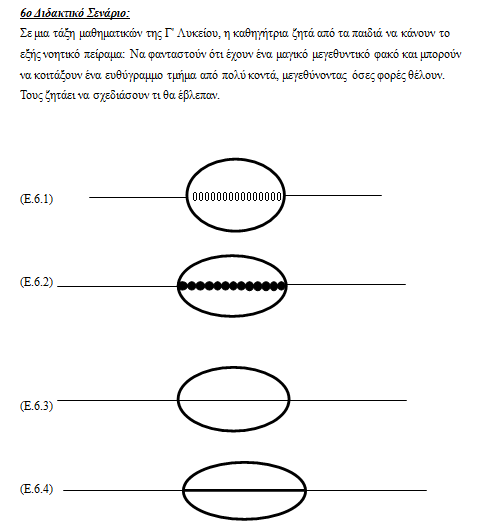 6ο Διδακτικό Σενάριο:
Σε μια τάξη μαθηματικών της Γ' Λυκείου, η καθηγήτρια ζητά από τα παιδιά να κάνουν το
εξής νοητικό πείραμα: Να φανταστούν ότι έχουν ένα μαγικό μεγεθυντικό φακό και μπορούν
να κοιτάξουν ένα ευθύγραμμο τμήμα από πολύ κοντά, μεγεθύνοντας όσες φορές θέλουν.
Τους ζητάει να σχεδιάσουν τι θα έβλεπαν.
(Ε.6.1)
(Ε.6.2)
(Ε.6.3)
(Ε.6.4)